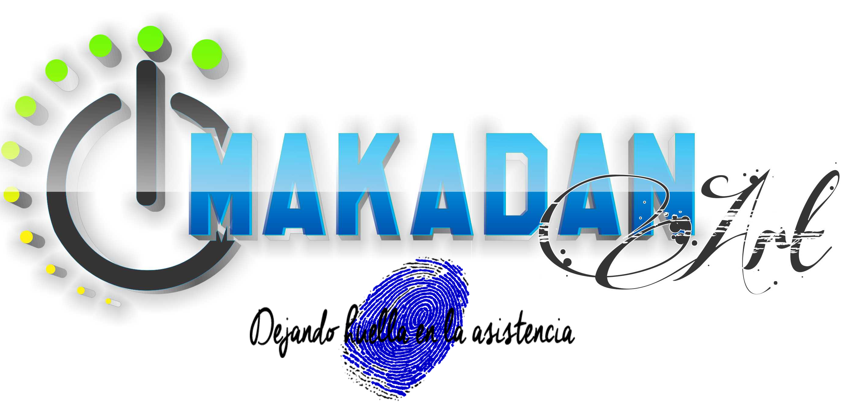 MAKADAN Art
Dejando huella en la asistencia